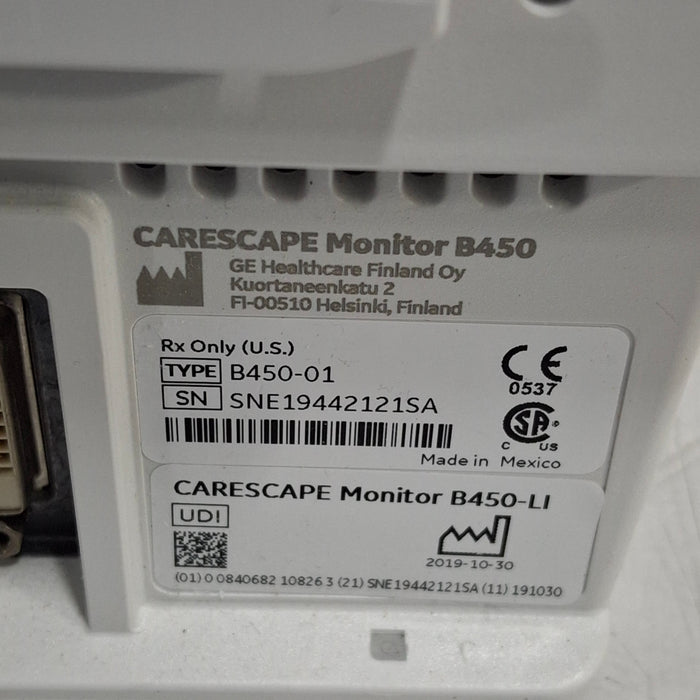 CARESCAPE Monitor B450
GE Healthcare Finland Oy
Kuortaneenkatu 2
FI-00510 Helsinki, Finland
Rx Only (U.S.)
TYPE B450-01
SN SNE19442121SA
CE
0537
SA
C US
Made in Mexico
CARESCAPE Monitor B450-LI
UDI
2019-10-30
(01) 0 0840682 10826 3 (21) SNE19442121SA (11) 191030